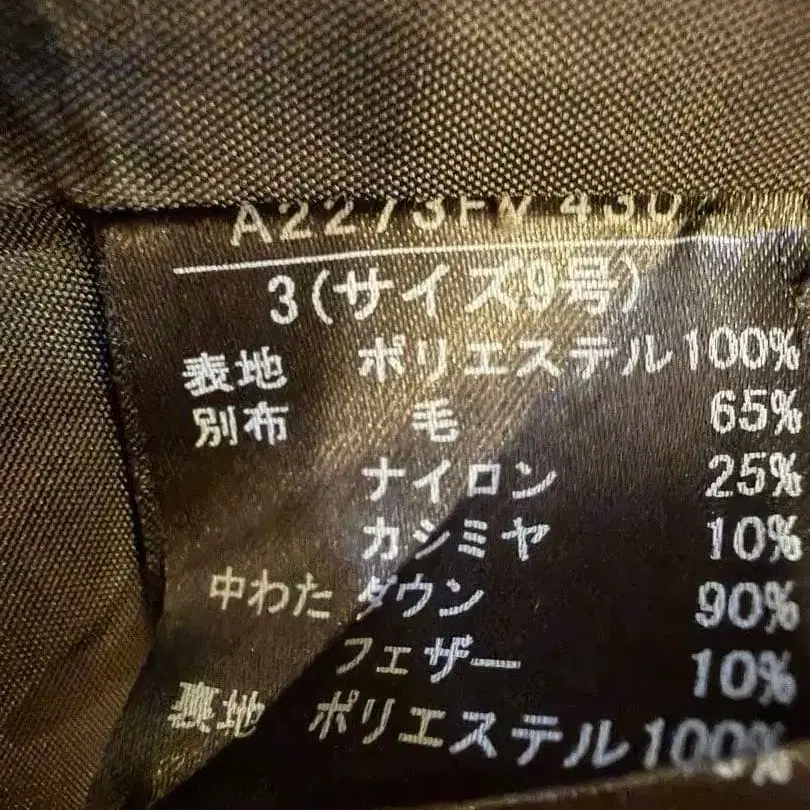 A2273FW 430
3(サイズ9号)
表地 ポリエステル100%
別布 毛 65%
ナイロン 25%
カシミヤ 10%
中わた ダウン 90%
フェザー 10%
裏地 ポリエステル100%